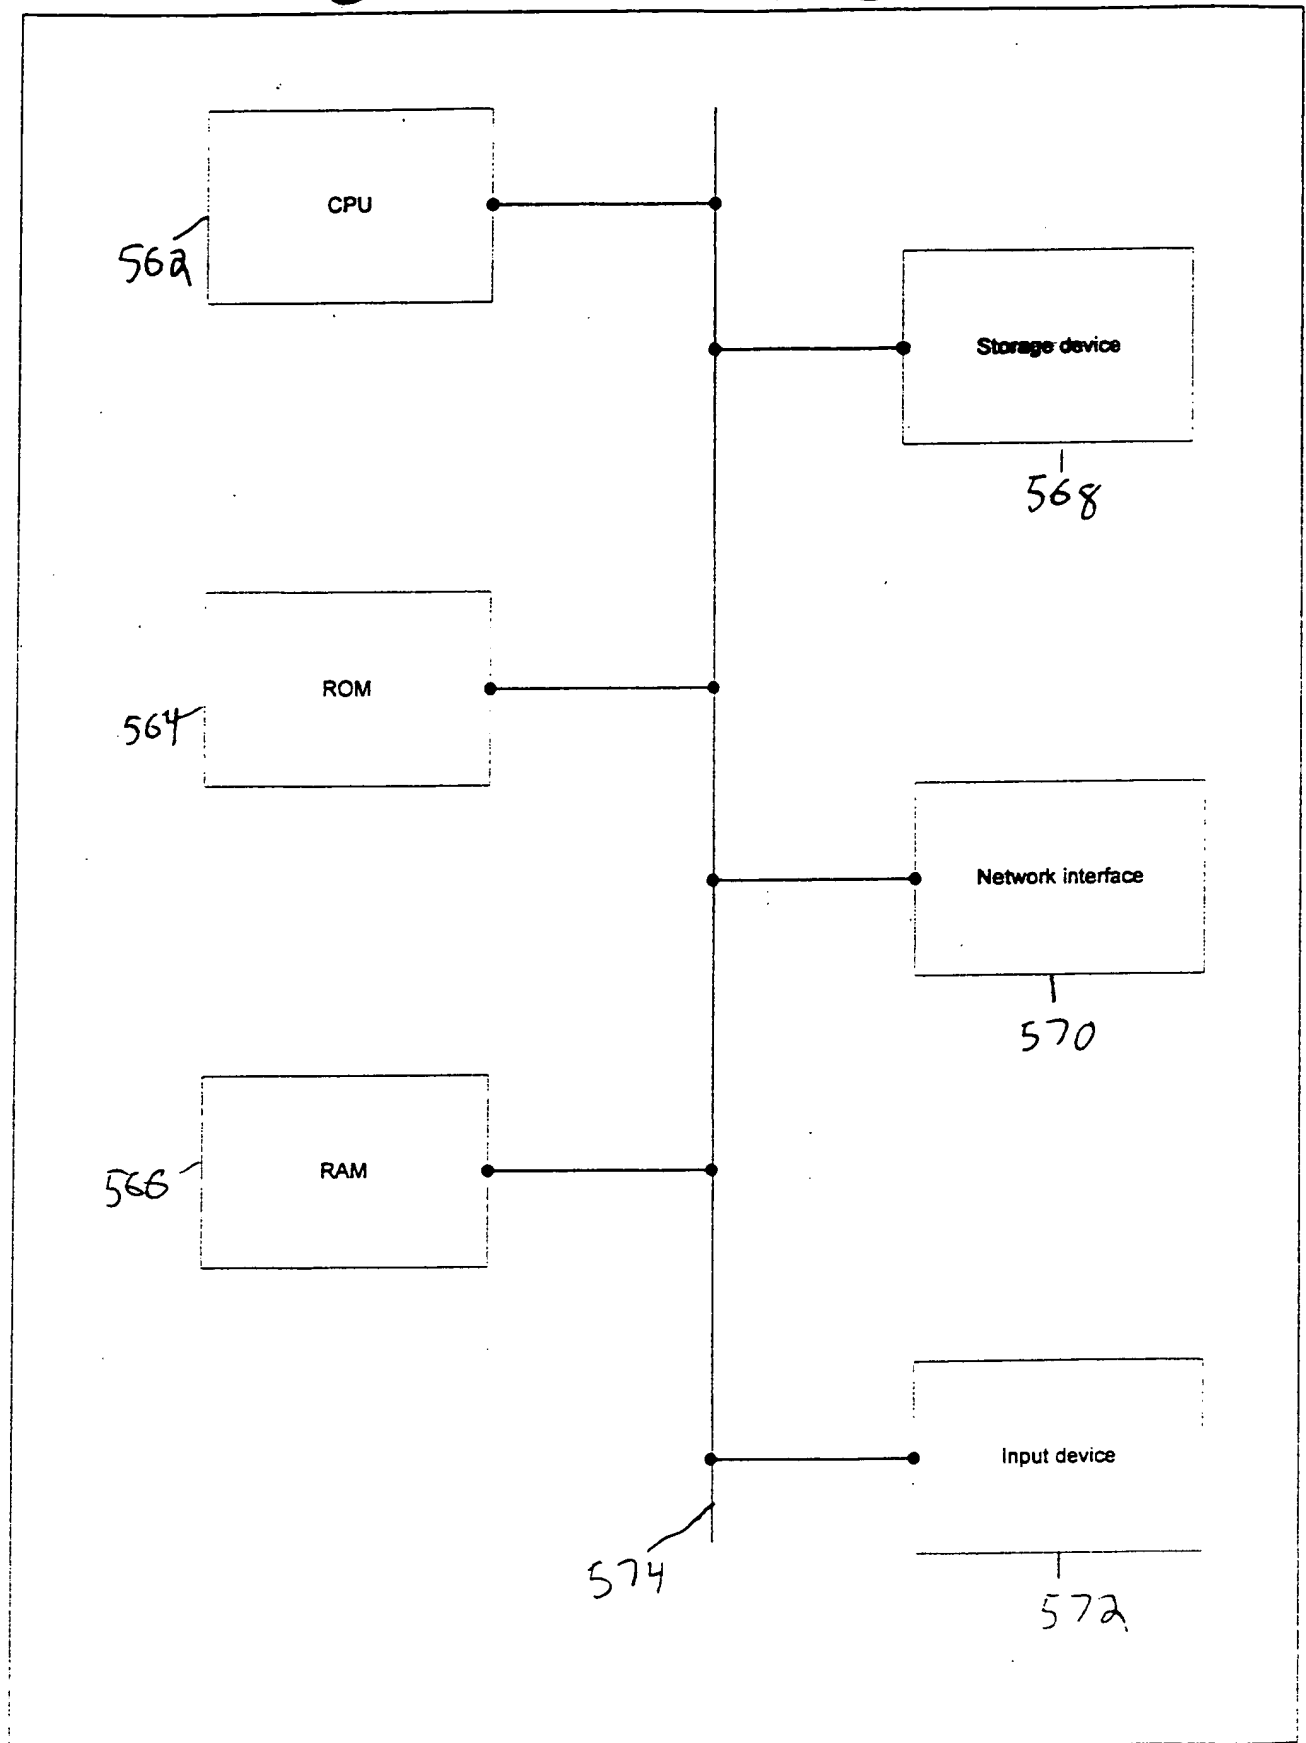 CPU
562
Storage device
568
ROM
564
Network interface
570
RAM
566
Input device
574
572